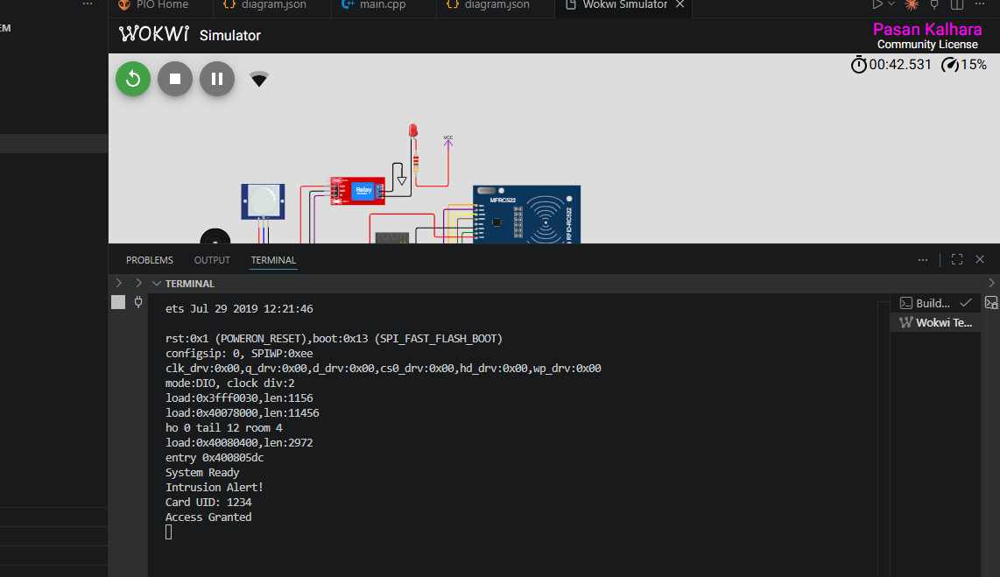 EM
PIO Home
diagram.json
main.cpp
diagram.json
Wokwi Simulator
WOKWi Simulator
Pasan Kalhara
Community License
00:42.531 15%
VCC
Relay
MFRC522
RFID-RC522
PROBLEMS OUTPUT TERMINAL
TERMINAL
Build...
Wokwi Te...
ets Jul 29 2019 12:21:46
rst:0x1 (POWERON_RESET),boot:0x13 (SPI_FAST_FLASH_BOOT)
configsip: 0, SPIWP:0xee
clk_drv:0x00,q_drv:0x00,d_drv:0x00,cs0_drv:0x00,hd_drv:0x00,wp_drv:0x00
mode:DIO, clock div:2
load:0x3fff0030,len:1156
load:0x40078000,len:11456
ho 0 tail 12 room 4
load:0x40080400,len:2972
entry 0x400805dc
System Ready
Intrusion Alert!
Card UID: 1234
Access Granted